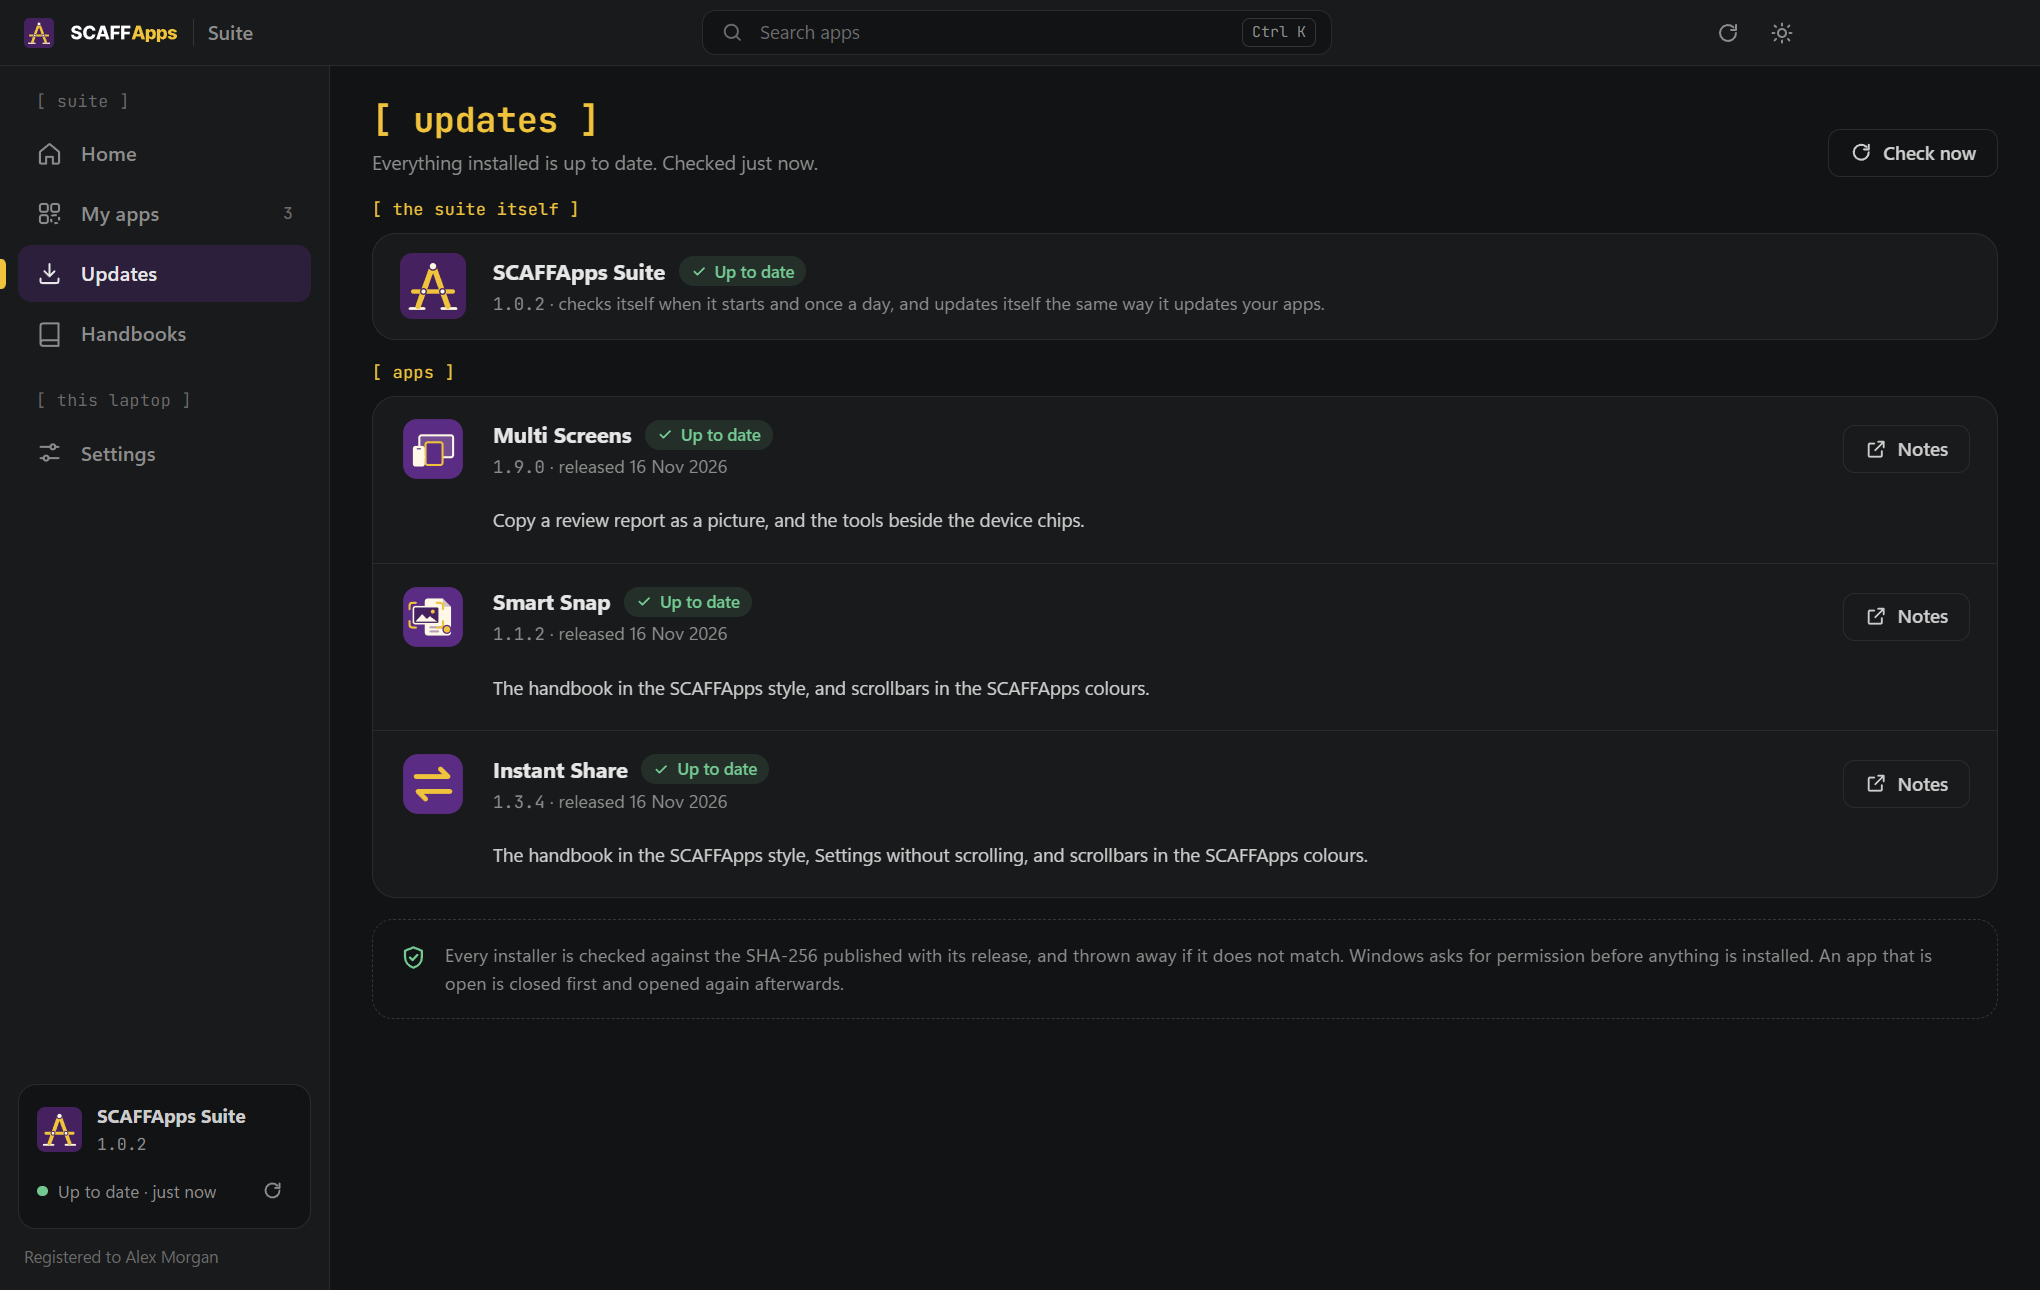 SCAFFApps Suite
Search apps Ctrl K
[ suite ]
Home
My apps 3
Updates
Handbooks
[ this laptop ]
Settings
SCAFFApps Suite
1.0.2
Up to date · just now
Registered to Alex Morgan
[ updates ]
Everything installed is up to date. Checked just now.
Check now
[ the suite itself ]
SCAFFApps Suite Up to date
1.0.2 · checks itself when it starts and once a day, and updates itself the same way it updates your apps.
[ apps ]
Multi Screens Up to date
1.9.0 · released 16 Nov 2026
Notes
Copy a review report as a picture, and the tools beside the device chips.
Smart Snap Up to date
1.1.2 · released 16 Nov 2026
Notes
The handbook in the SCAFFApps style, and scrollbars in the SCAFFApps colours.
Instant Share Up to date
1.3.4 · released 16 Nov 2026
Notes
The handbook in the SCAFFApps style, Settings without scrolling, and scrollbars in the SCAFFApps colours.
Every installer is checked against the SHA-256 published with its release, and thrown away if it does not match. Windows asks for permission before anything is installed. An app that is
open is closed first and opened again afterwards.